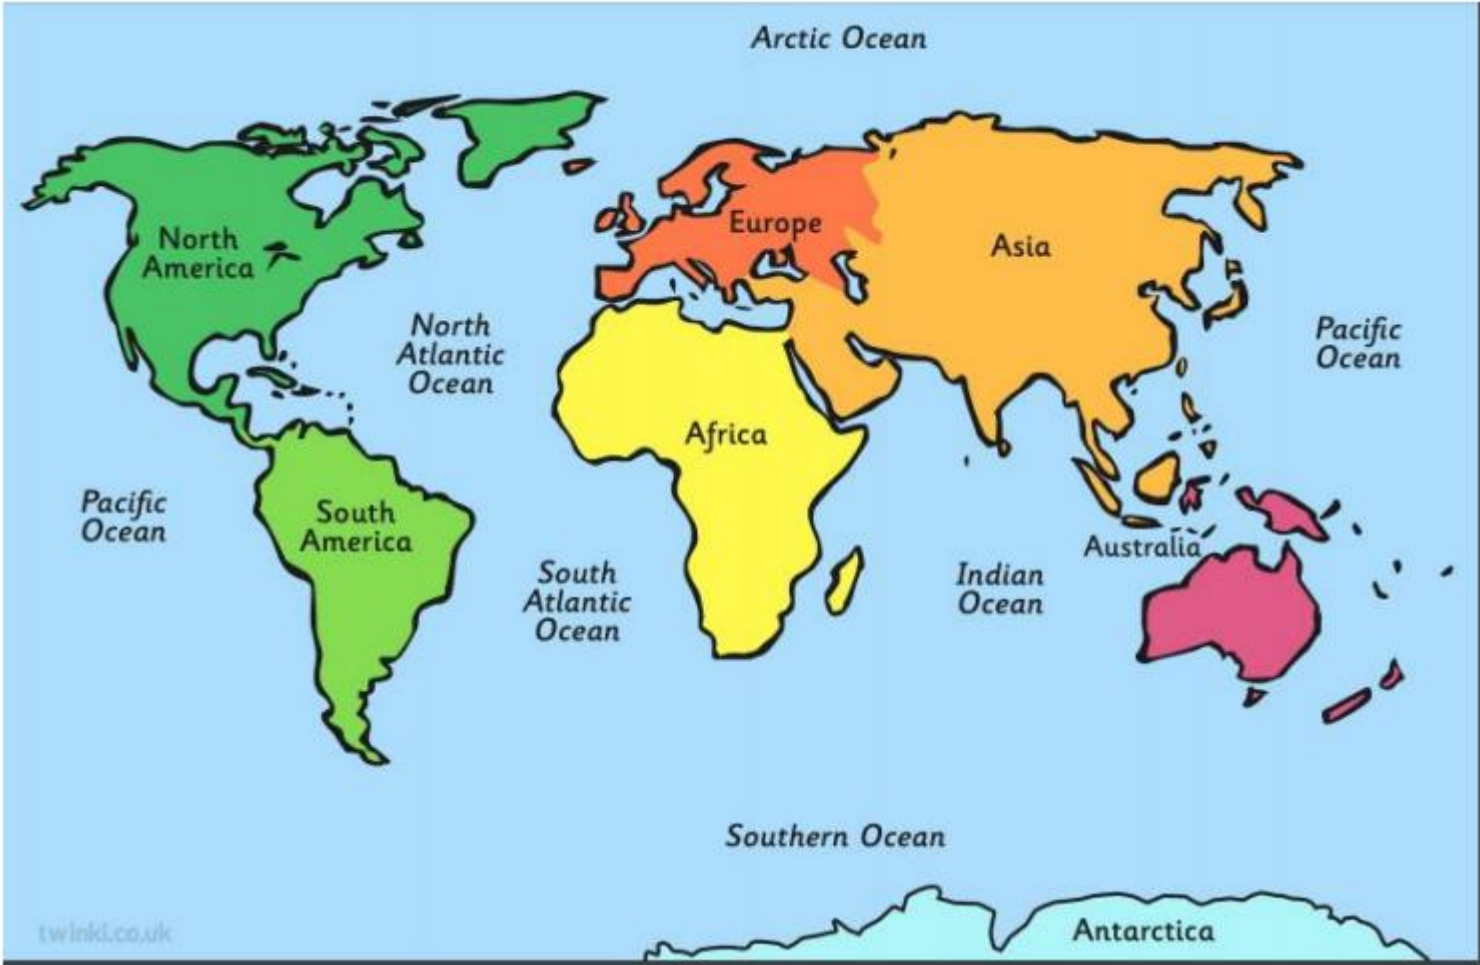 Arctic Ocean
North
America
Europe
Asia
North
Atlantic
Ocean
Pacific
Ocean
Africa
Pacific
Ocean
South
America
South
Atlantic
Ocean
Indian
Ocean
Australia
Southern Ocean
Antarctica
twinkl.co.uk